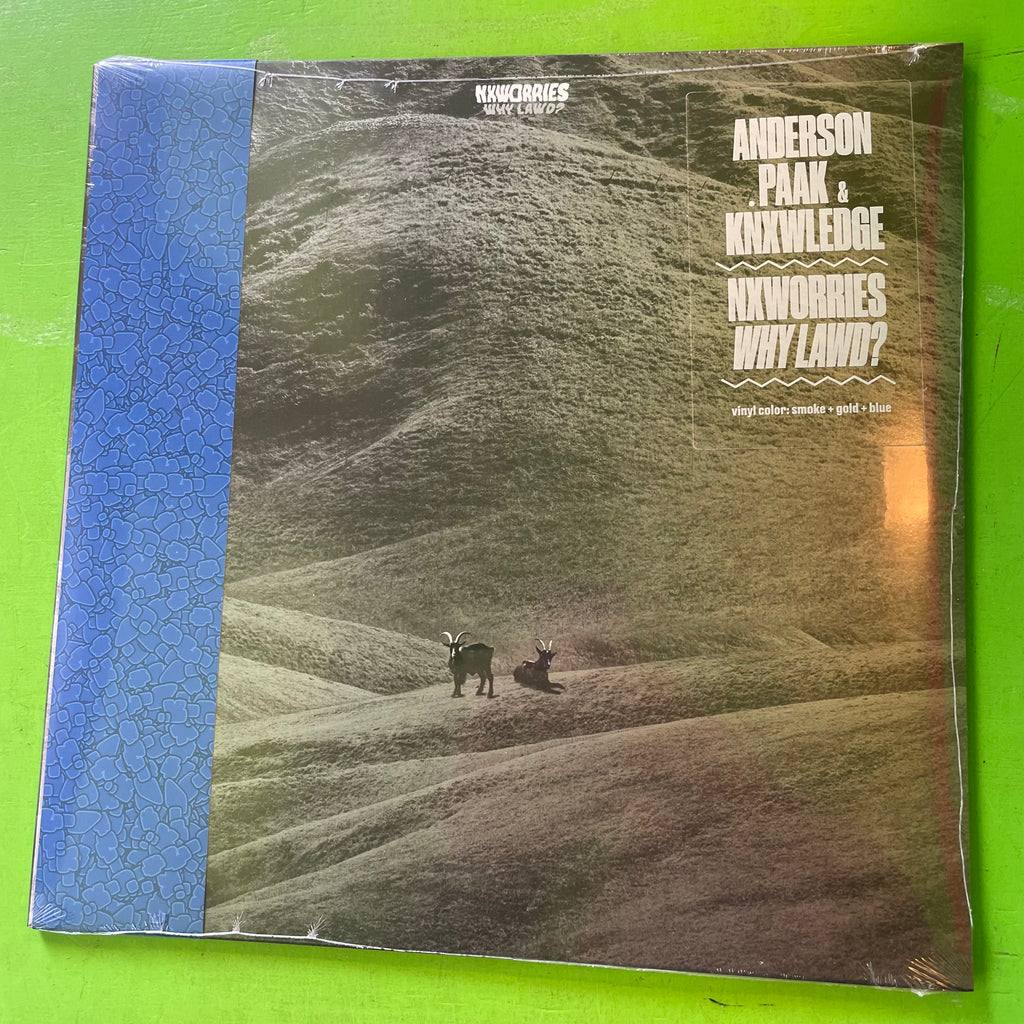 NXWORRIES
WHY LAWD?
ANDERSON
.PAAK &
KNXWLEDGE
NXWORRIES
WHY LAWD?
vinyl color: smoke + gold + blue